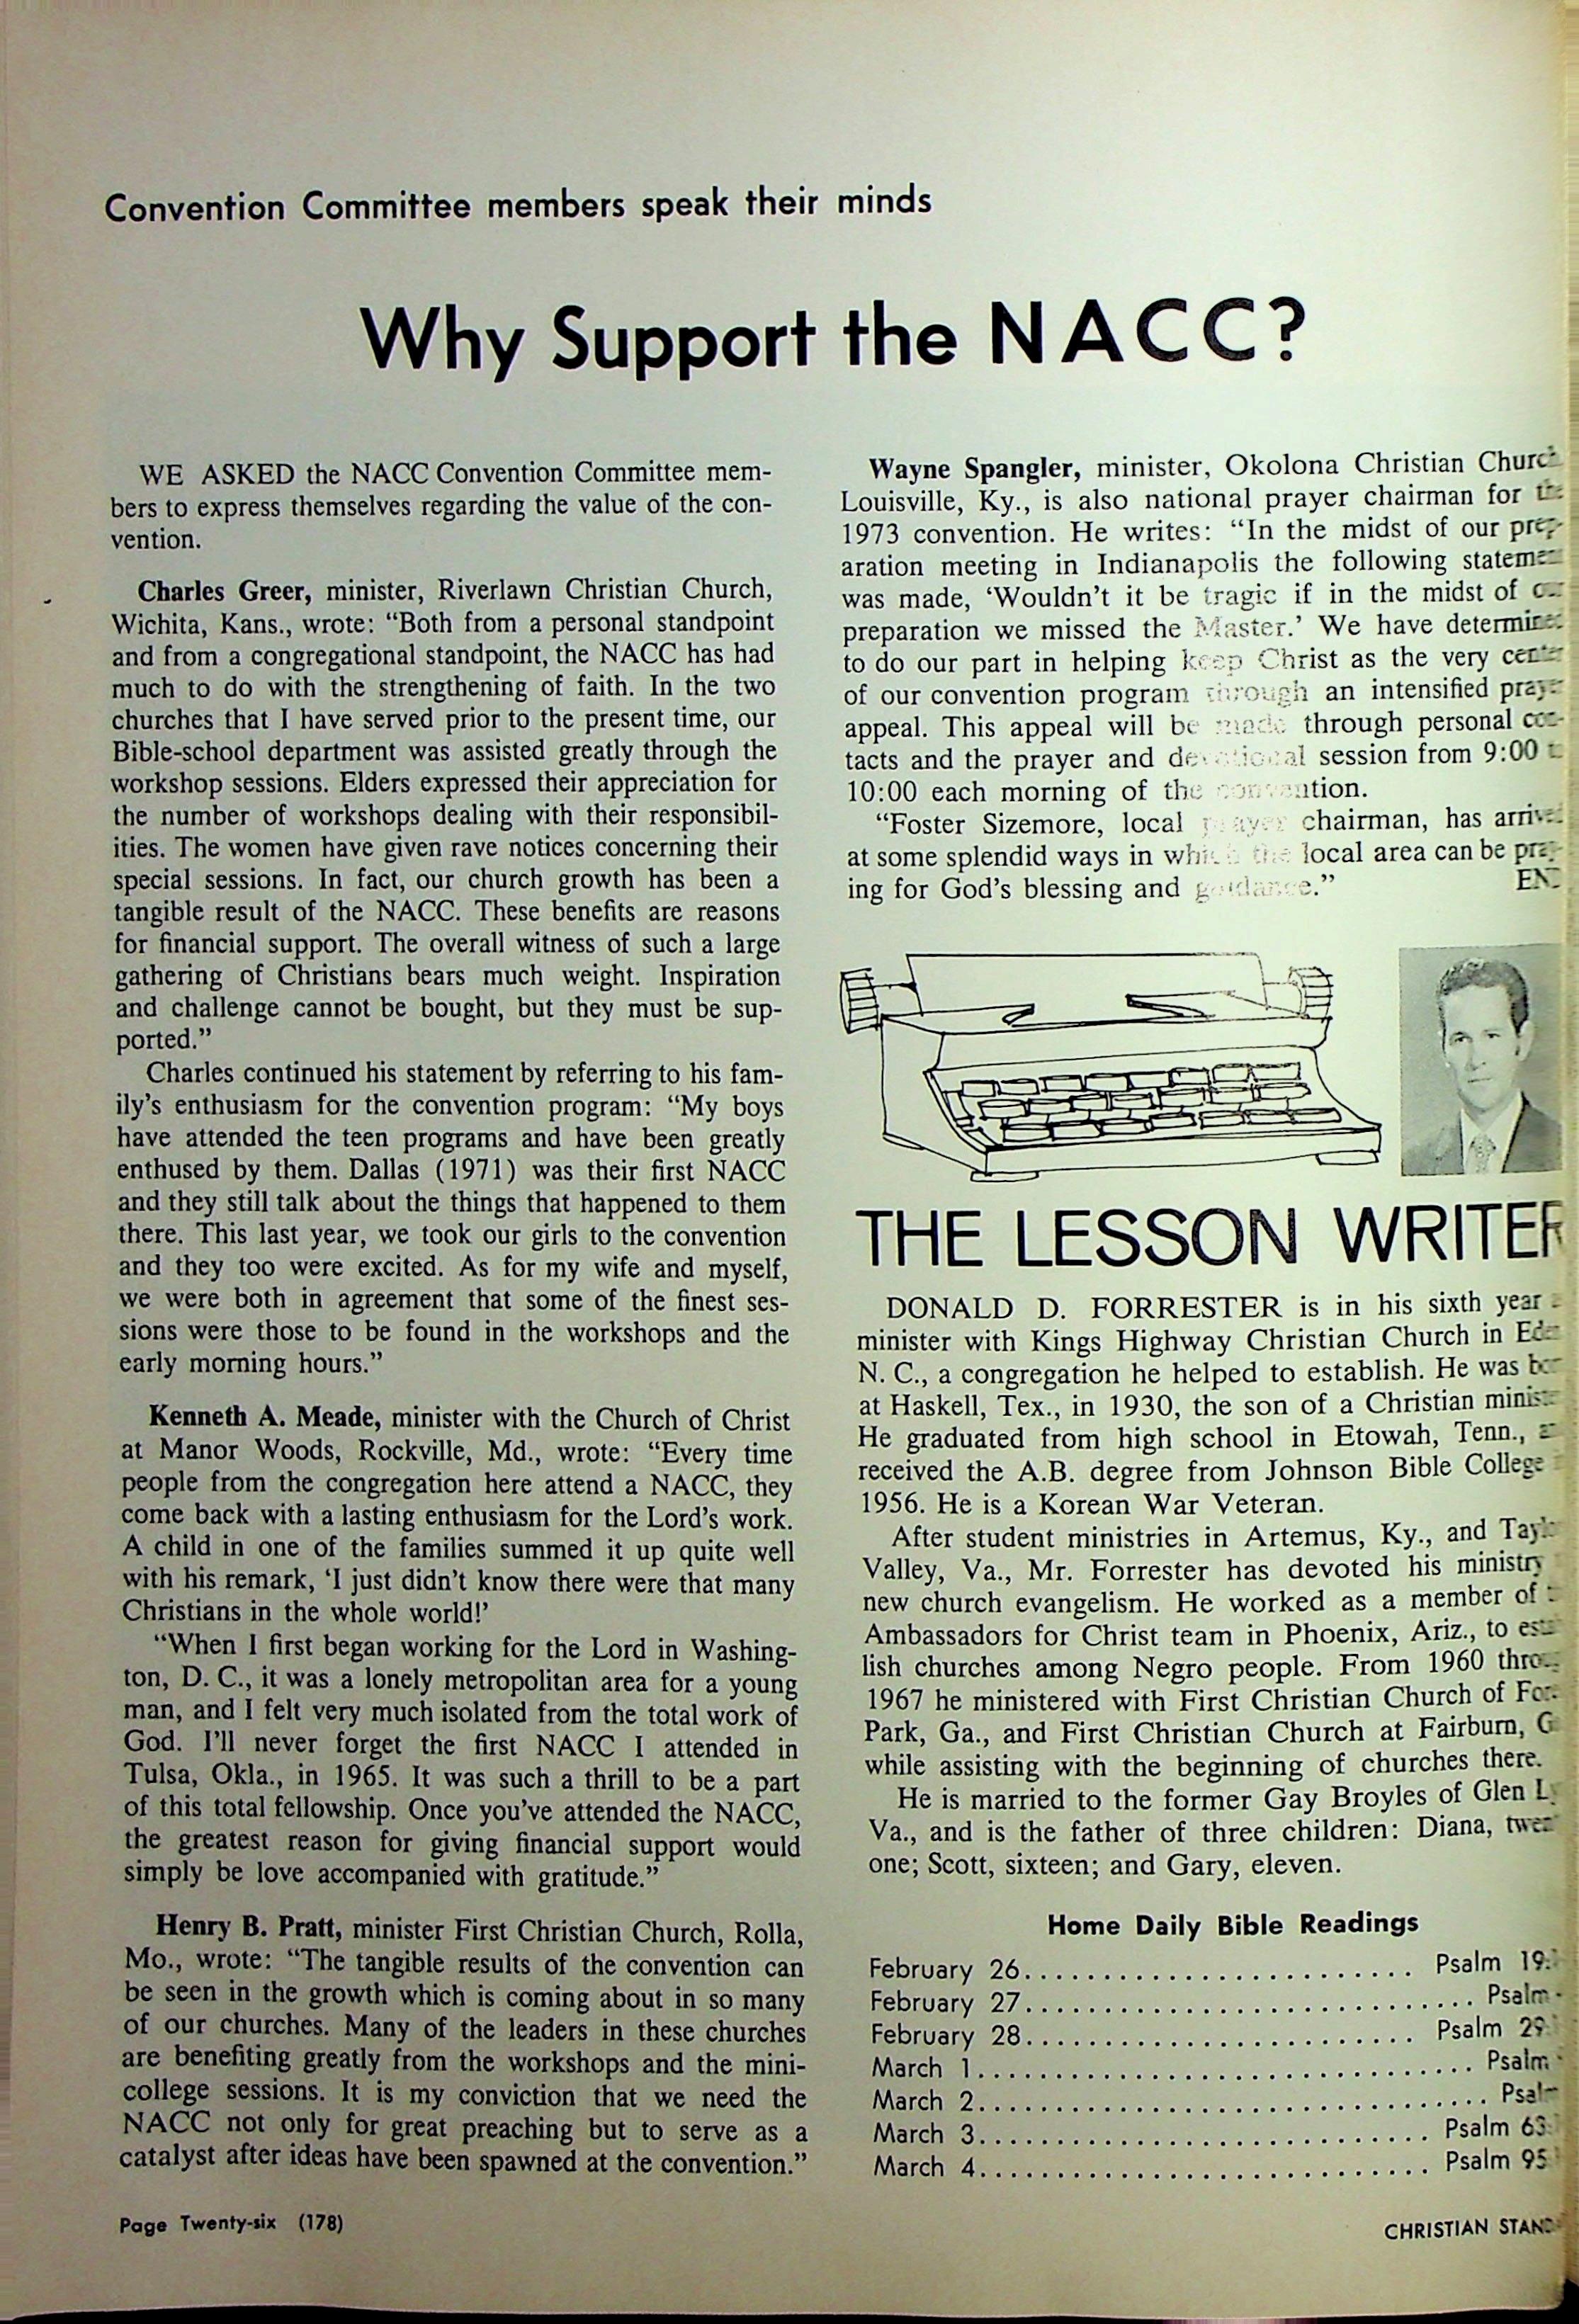 Convention Committee members speak their minds
Why Support the NACC?
WE ASKED the NACC Convention Committee mem-
bers to express themselves regarding the value of the con-
vention.
Charles Greer, minister, Riverlawn Christian Church,
Wichita, Kans., wrote: “Both from a personal standpoint
and from a congregational standpoint, the NACC has had
much to do with the strengthening of faith. In the two
churches that I have served prior to the present time, our
Bible-school department was assisted greatly through the
workshop sessions. Elders expressed their appreciation for
the number of workshops dealing with their responsibil-
ities. The women have given rave notices concerning their
special sessions. In fact, our church growth has been a
tangible result of the NACC. These benefits are reasons
for financial support. The overall witness of such a large
gathering of Christians bears much weight. Inspiration
and challenge cannot be bought, but they must be sup-
ported.”
Charles continued his statement by referring to his fam-
ily’s enthusiasm for the convention program: “My boys
have attended the teen programs and have been greatly
enthused by them. Dallas (1971) was their first NACC
and they still talk about the things that happened to them
there. This last year, we took our girls to the convention
and they too were excited. As for my wife and myself,
we were both in agreement that some of the finest ses-
sions were those to be found in the workshops and the
early morning hours.”
Kenneth A. Meade, minister with the Church of Christ
at Manor Woods, Rockville, Md., wrote: “Every time
people from the congregation here attend a NACC, they
come back with a lasting enthusiasm for the Lord’s work.
A child in one of the families summed it up quite well
with his remark, ‘I just didn’t know there were that many
Christians in the whole world!’
“When I first began working for the Lord in Washing-
ton, D. C., it was a lonely metropolitan area for a young
man, and I felt very much isolated from the total work of
God. I’ll never forget the first NACC I attended in
Tulsa, Okla., in 1965. It was such a thrill to be a part
of this total fellowship. Once you’ve attended the NACC,
the greatest reason for giving financial support would
simply be love accompanied with gratitude.”
Henry B. Pratt, minister First Christian Church, Rolla,
Mo., wrote: “The tangible results of the convention can
be seen in the growth which is coming about in so many
of our churches. Many of the leaders in these churches
are benefiting greatly from the workshops and the mini-
college sessions. It is my conviction that we need the
NACC not only for great preaching but to serve as a
catalyst after ideas have been spawned at the convention.”
Wayne Spangler, minister, Okolona Christian Church
Louisville, Ky., is also national prayer chairman for the
1973 convention. He writes: “In the midst of our prep-
aration meeting in Indianapolis the following statement
was made, ‘Wouldn’t it be tragic if in the midst of
preparation we missed the Master.’ We have determined
to do our part in helping keep Christ as the very center
of our convention program through an intensified prayer
appeal. This appeal will be made through personal con-
tacts and the prayer and devotional session from 9:00
10:00 each morning of the convention.
“Foster Sizemore, local prayer chairman, has arrived
at some splendid ways in which the local area can be pray-
ing for God’s blessing and guidance.”
THE LESSON WRITER
DONALD D. FORRESTER is in his sixth year
minister with Kings Highway Christian Church in
N. C., a congregation he helped to establish. He was
at Haskell, Tex., in 1930, the son of a Christian
He graduated from high school in Etowah, Tenn.,
received the A.B. degree from Johnson Bible College
1956. He is a Korean War Veteran.
After student ministries in Artemus, Ky., and
Valley, Va., Mr. Forrester has devoted his ministry
new church evangelism. He worked as a member of
Ambassadors for Christ team in Phoenix, Ariz., to
lish churches among Negro people. From 1960
1967 he ministered with First Christian Church of
Park, Ga., and First Christian Church at Fairburn,
while assisting with the beginning of churches there.
He is married to the former Gay Broyles of Glen
Va., and is the father of three children: Diana,
one; Scott, sixteen; and Gary, eleven.
Home Daily Bible Readings
February 26........................ Psalm 19:
February 27............................ Psalm
February 28........................ Psalm 29:
March 1................................ Psalm
March 2................................
March 3............................. Psalm 63:
March 4............................. Psalm 95
Page Twenty-six (178)
CHRISTIAN